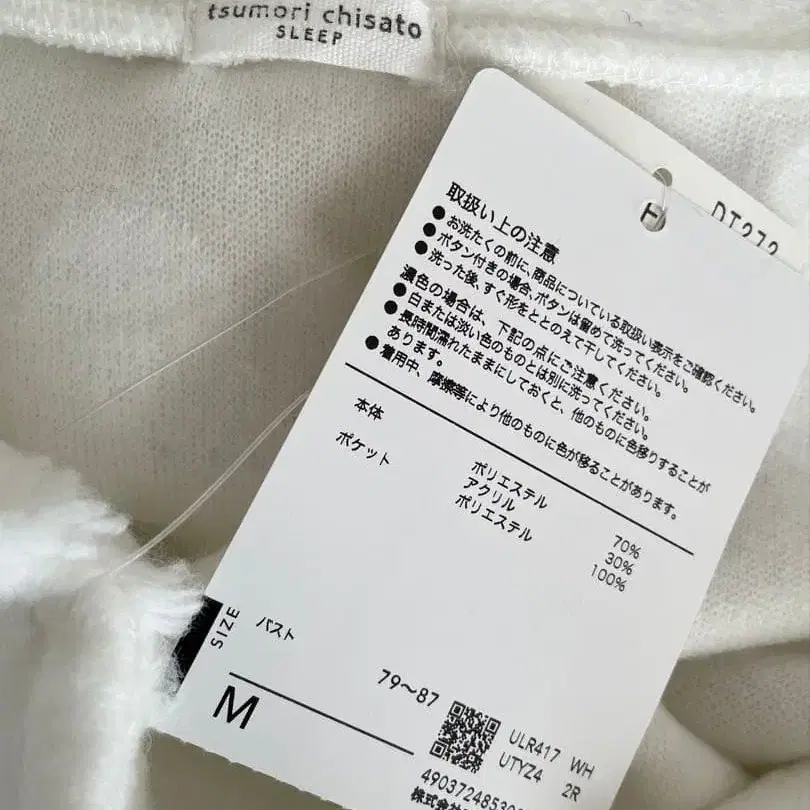 tsumori chisato
SLEEP
DT272
取扱い上の注意
●お洗たくの前に、商品についている取扱い表示をご確認ください。
●ボタン付きの場合、ボタンは留めて洗ってください。
●洗った後、すぐ形をととのえて干してください。
濃色の場合は、下記の点にご注意ください。
●白または淡い色のものとは別に洗ってください。
●長時間濡れたままにしておくと、他のものに色移りすることが
あります。
●着用中、摩擦等により他のものに色が移ることがあります。
本体 ポリエステル 70%
アクリル 30%
ポケット ポリエステル 100%
SIZE
バスト 79～87
M
ULR417 WH
UTYZ4 2R
49037248530
株式会社